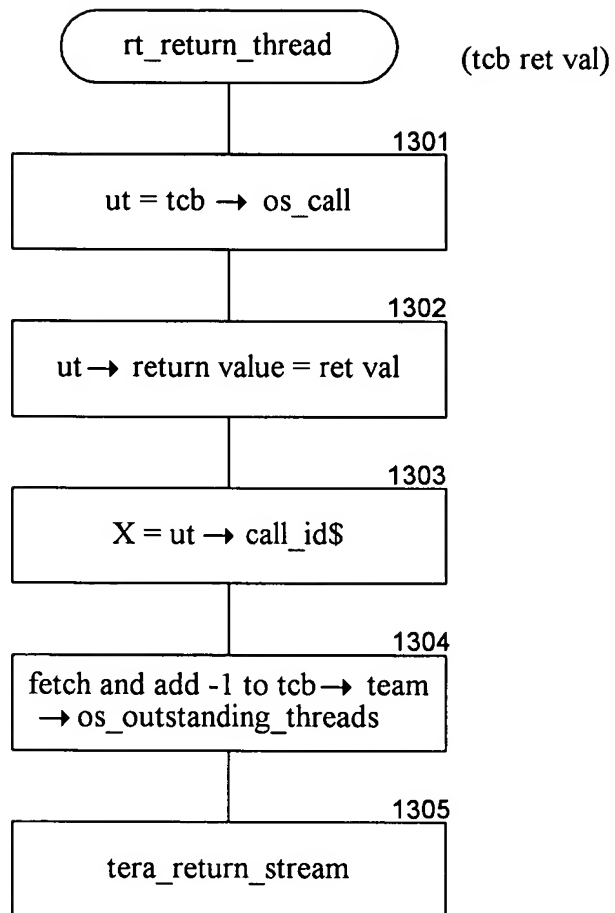 rt_return_thread
(tcb ret val)
1301
ut = tcb → os_call
1302
ut → return value = ret val
1303
X = ut → call_id$
1304
fetch and add -1 to tcb → team
→ os_outstanding_threads
1305
tera_return_stream